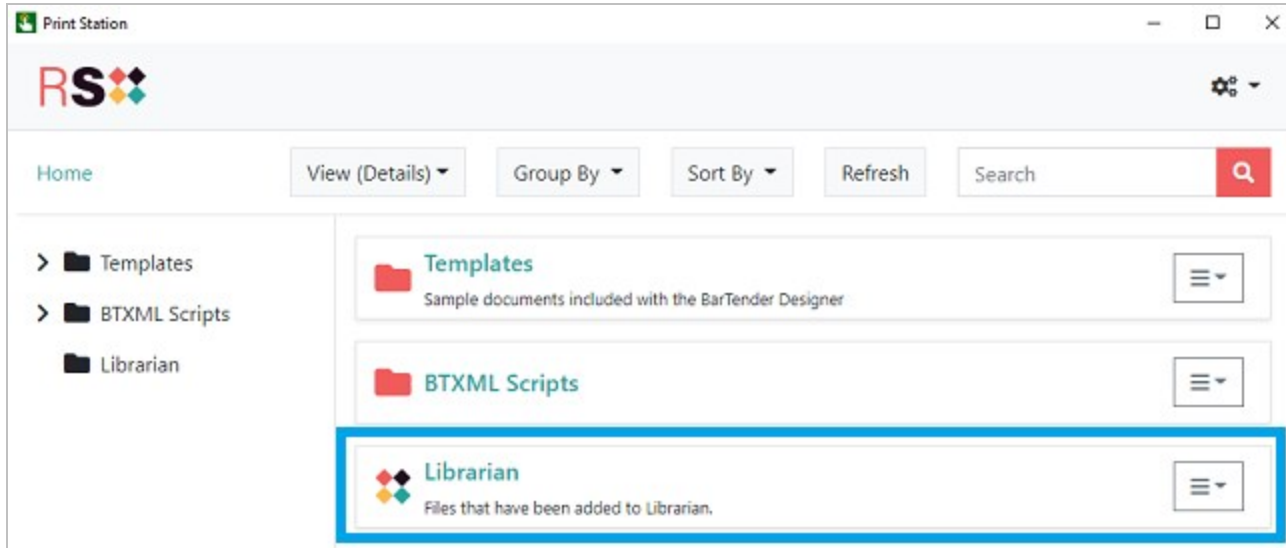 Print Station
RS
Home
View (Details)
Group By
Sort By
Refresh
Search
Templates
BTXML Scripts
Librarian
Templates
Sample documents included with the BarTender Designer
BTXML Scripts
Librarian
Files that have been added to Librarian.